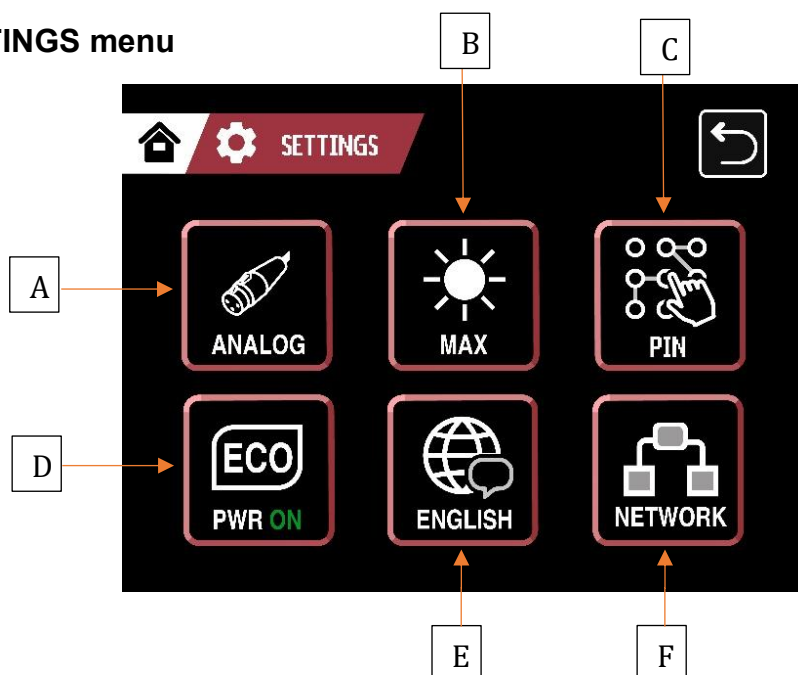 TINGS menu
B
C
SETTINGS
A
ANALOG
MAX
PIN
D
ECO
PWR ON
ENGLISH
NETWORK
E
F